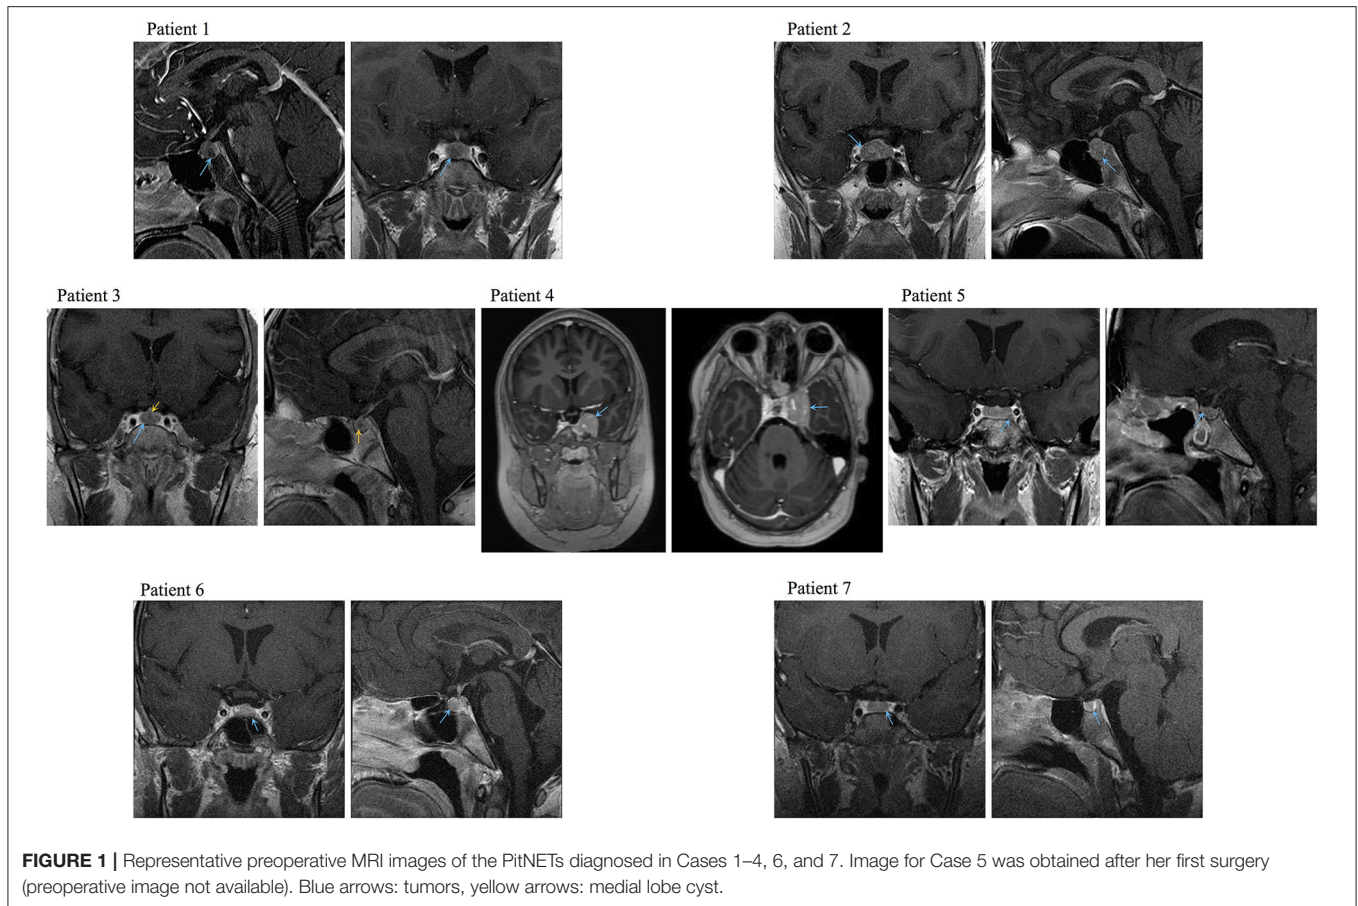 Patient 1
Patient 2
Patient 3
Patient 4
Patient 5
Patient 6
Patient 7
FIGURE 1 | Representative preoperative MRI images of the PitNETs diagnosed in Cases 1–4, 6, and 7. Image for Case 5 was obtained after her first surgery
(preoperative image not available). Blue arrows: tumors, yellow arrows: medial lobe cyst.